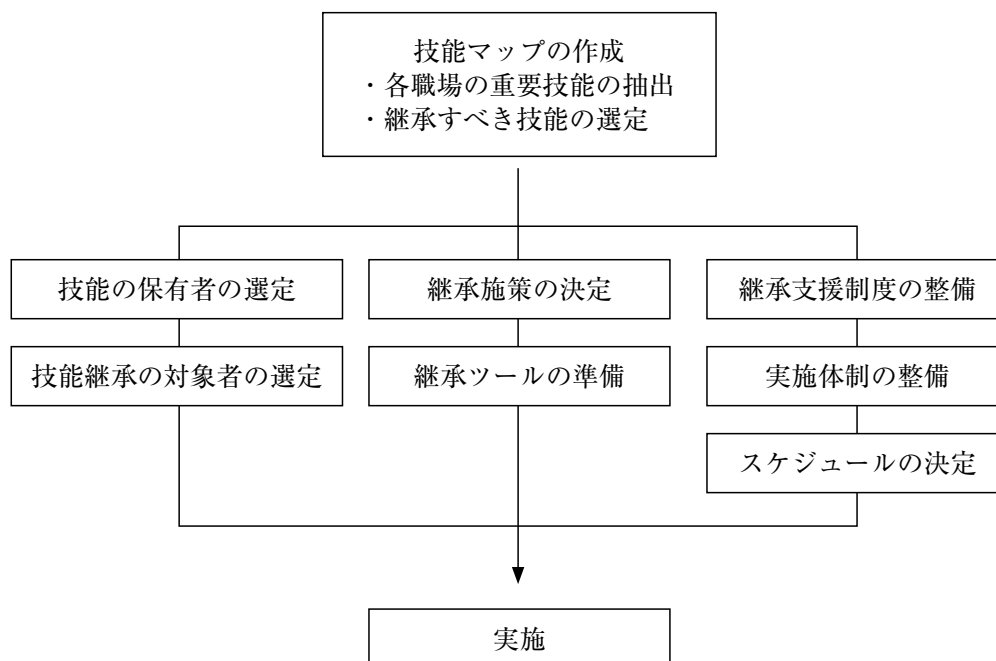 技能マップの作成
・各職場の重要技能の抽出
・継承すべき技能の選定
技能の保有者の選定
継承施策の決定
継承支援制度の整備
技能継承の対象者の選定
継承ツールの準備
実施体制の整備
スケジュールの決定
実施